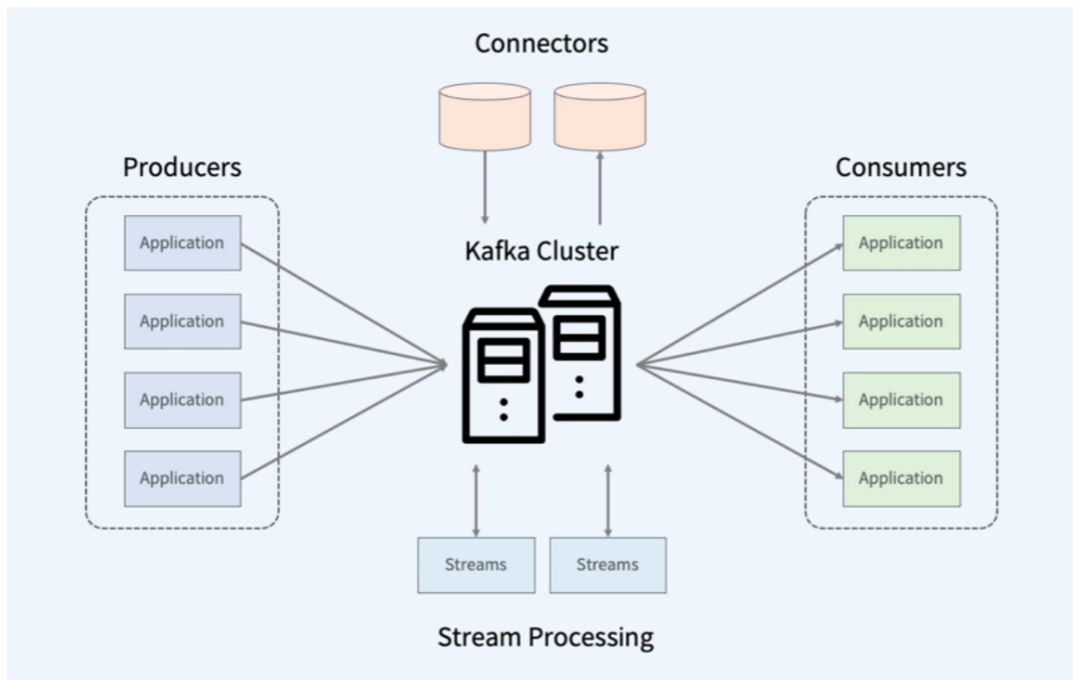 Connectors
Producers
Consumers
Application
Application
Application
Application
Kafka Cluster
Application
Application
Application
Application
Streams
Streams
Stream Processing